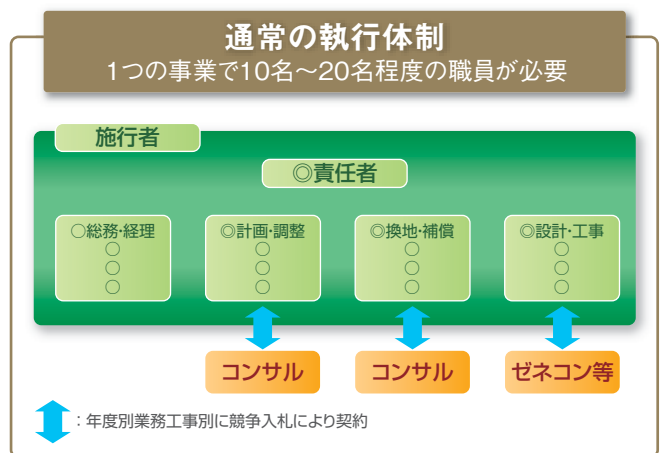 通常の執行体制
1つの事業で10名～20名程度の職員が必要
施行者
◎責任者
○総務・経理
○
○
○
◎計画・調整
○
○
○
◎換地・補償
○
○
○
◎設計・工事
○
○
○
コンサル
コンサル
ゼネコン等
：年度別業務工事別に競争入札により契約